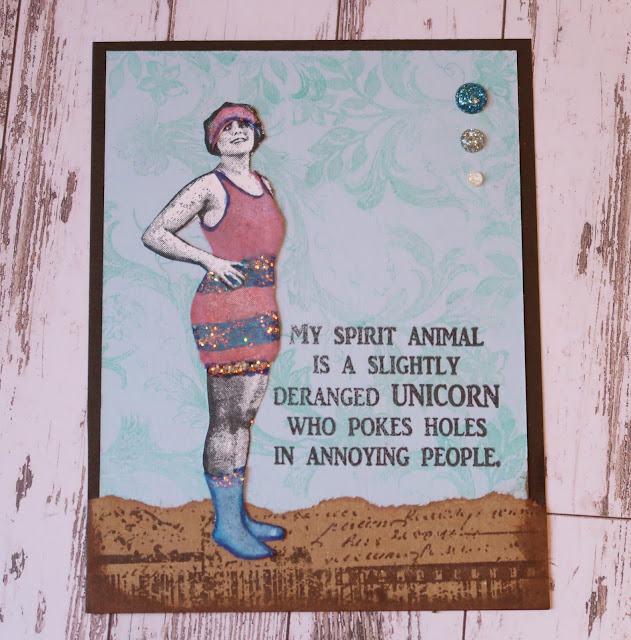 MY SPIRIT ANIMAL
IS A SLIGHTLY
DERANGED UNICORN
WHO POKES HOLES
IN ANNOYING PEOPLE.